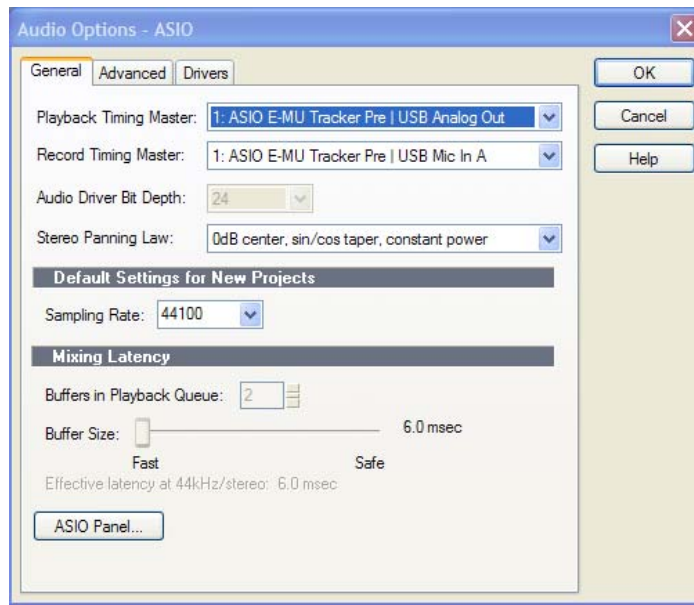 Audio Options - ASIO
General Advanced Drivers
OK
Cancel
Help
Playback Timing Master: 1: ASIO E-MU Tracker Pre | USB Analog Out
Record Timing Master: 1: ASIO E-MU Tracker Pre | USB Mic In A
Audio Driver Bit Depth: 24
Stereo Panning Law: 0dB center, sin/cos taper, constant power
Default Settings for New Projects
Sampling Rate: 44100
Mixing Latency
Buffers in Playback Queue: 2
Buffer Size: 6.0 msec
Fast Safe
Effective latency at 44kHz/stereo: 6.0 msec
ASIO Panel...